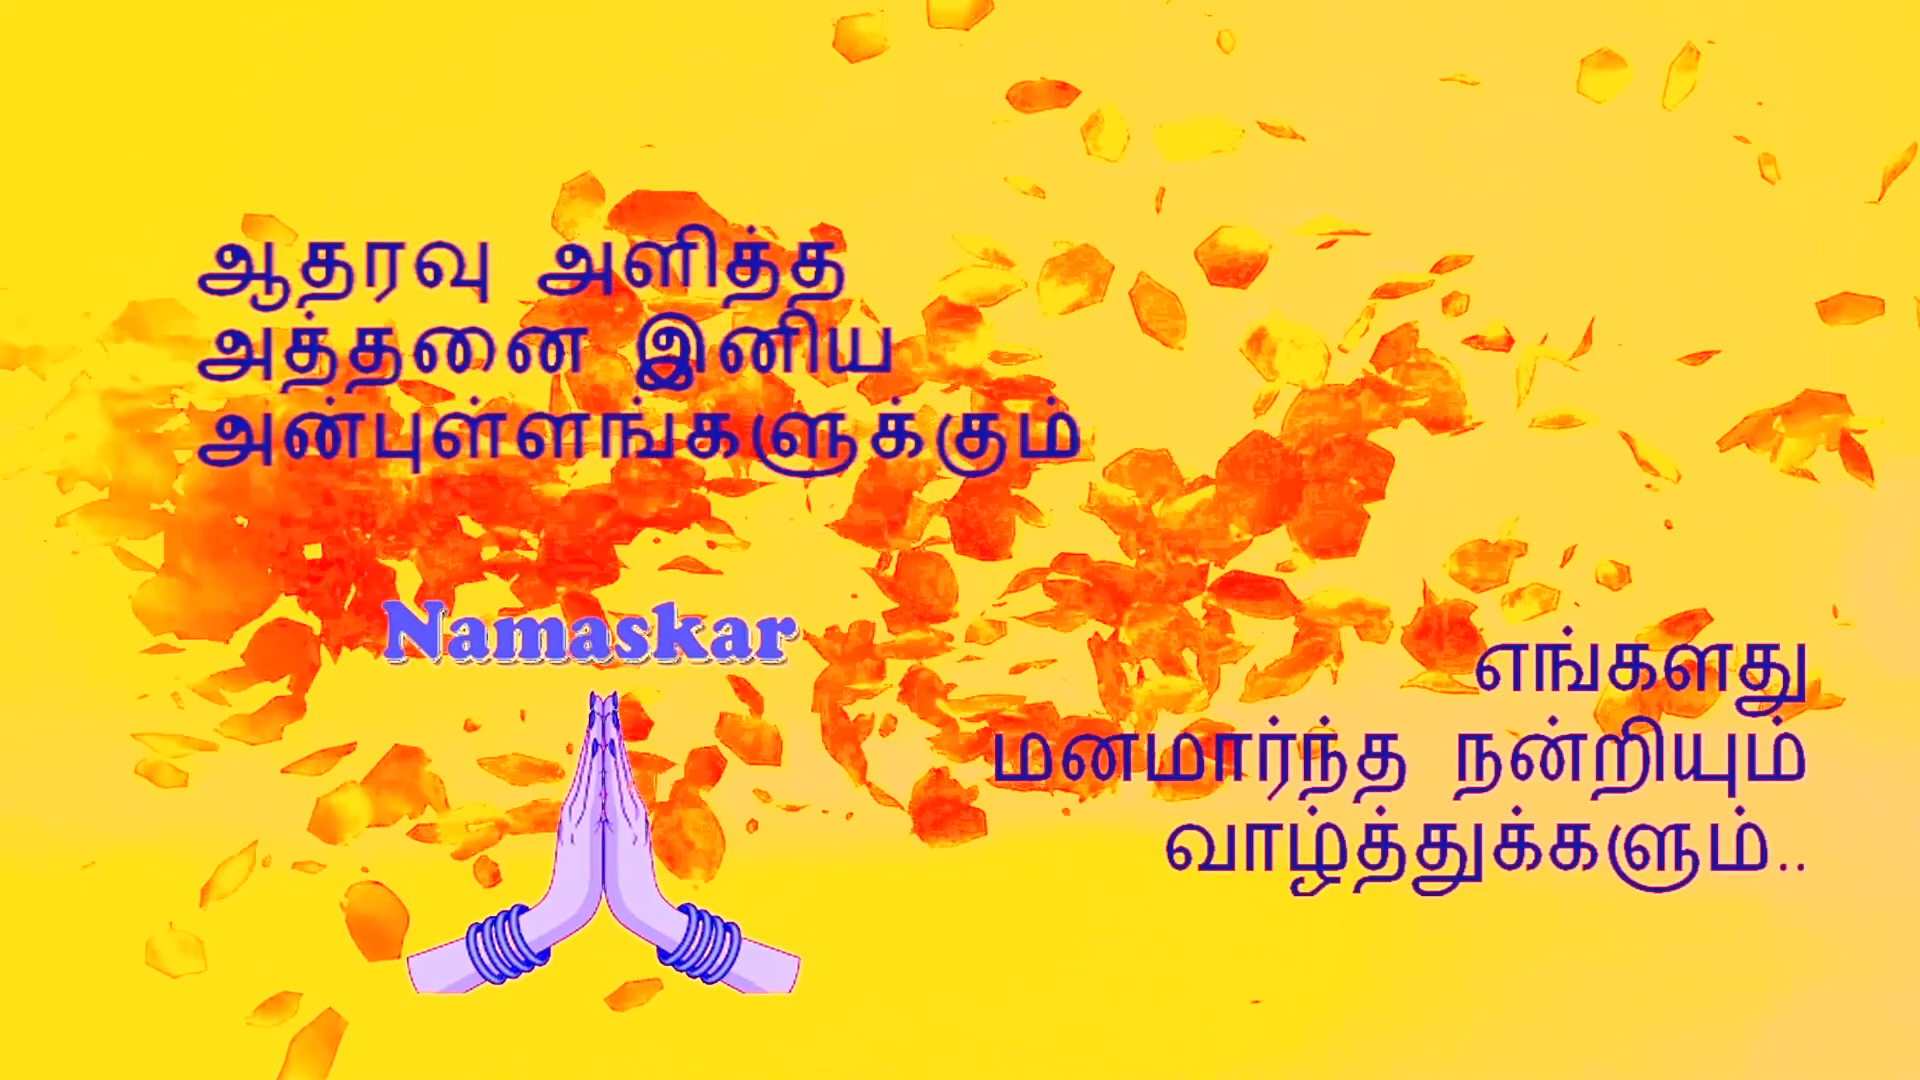 ஆதரவு அளித்த
அத்தனை இனிய
அன்புள்ளங்களுக்கும்
Namaskar
எங்களது
மனமார்ந்த நன்றியும்
வாழ்த்துக்களும்..